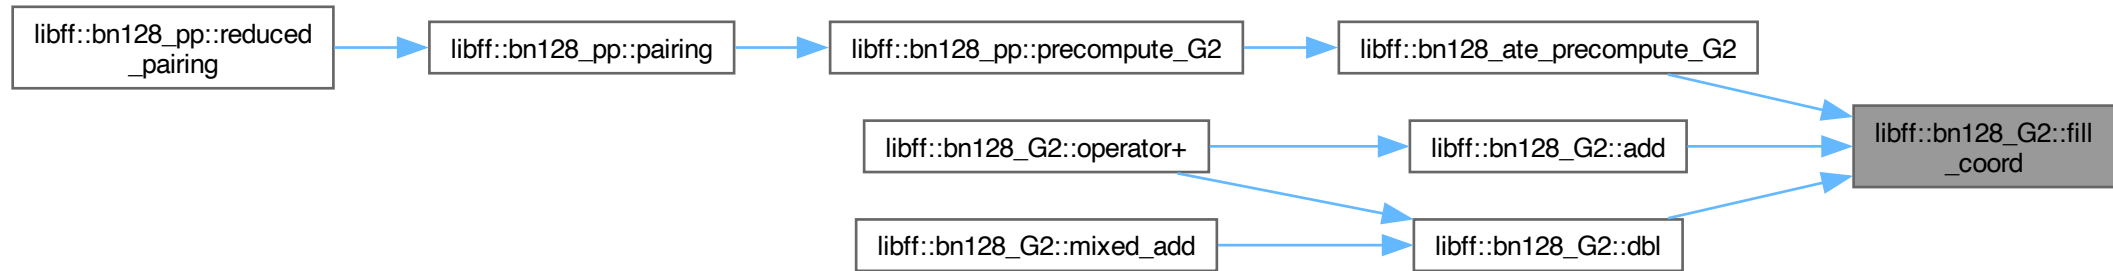 libff::bn128_pp::reduced
_pairing
libff::bn128_pp::pairing
libff::bn128_pp::precompute_G2
libff::bn128_ate_precompute_G2
libff::bn128_G2::operator+
libff::bn128_G2::add
libff::bn128_G2::fill
_coord
libff::bn128_G2::mixed_add
libff::bn128_G2::dbl